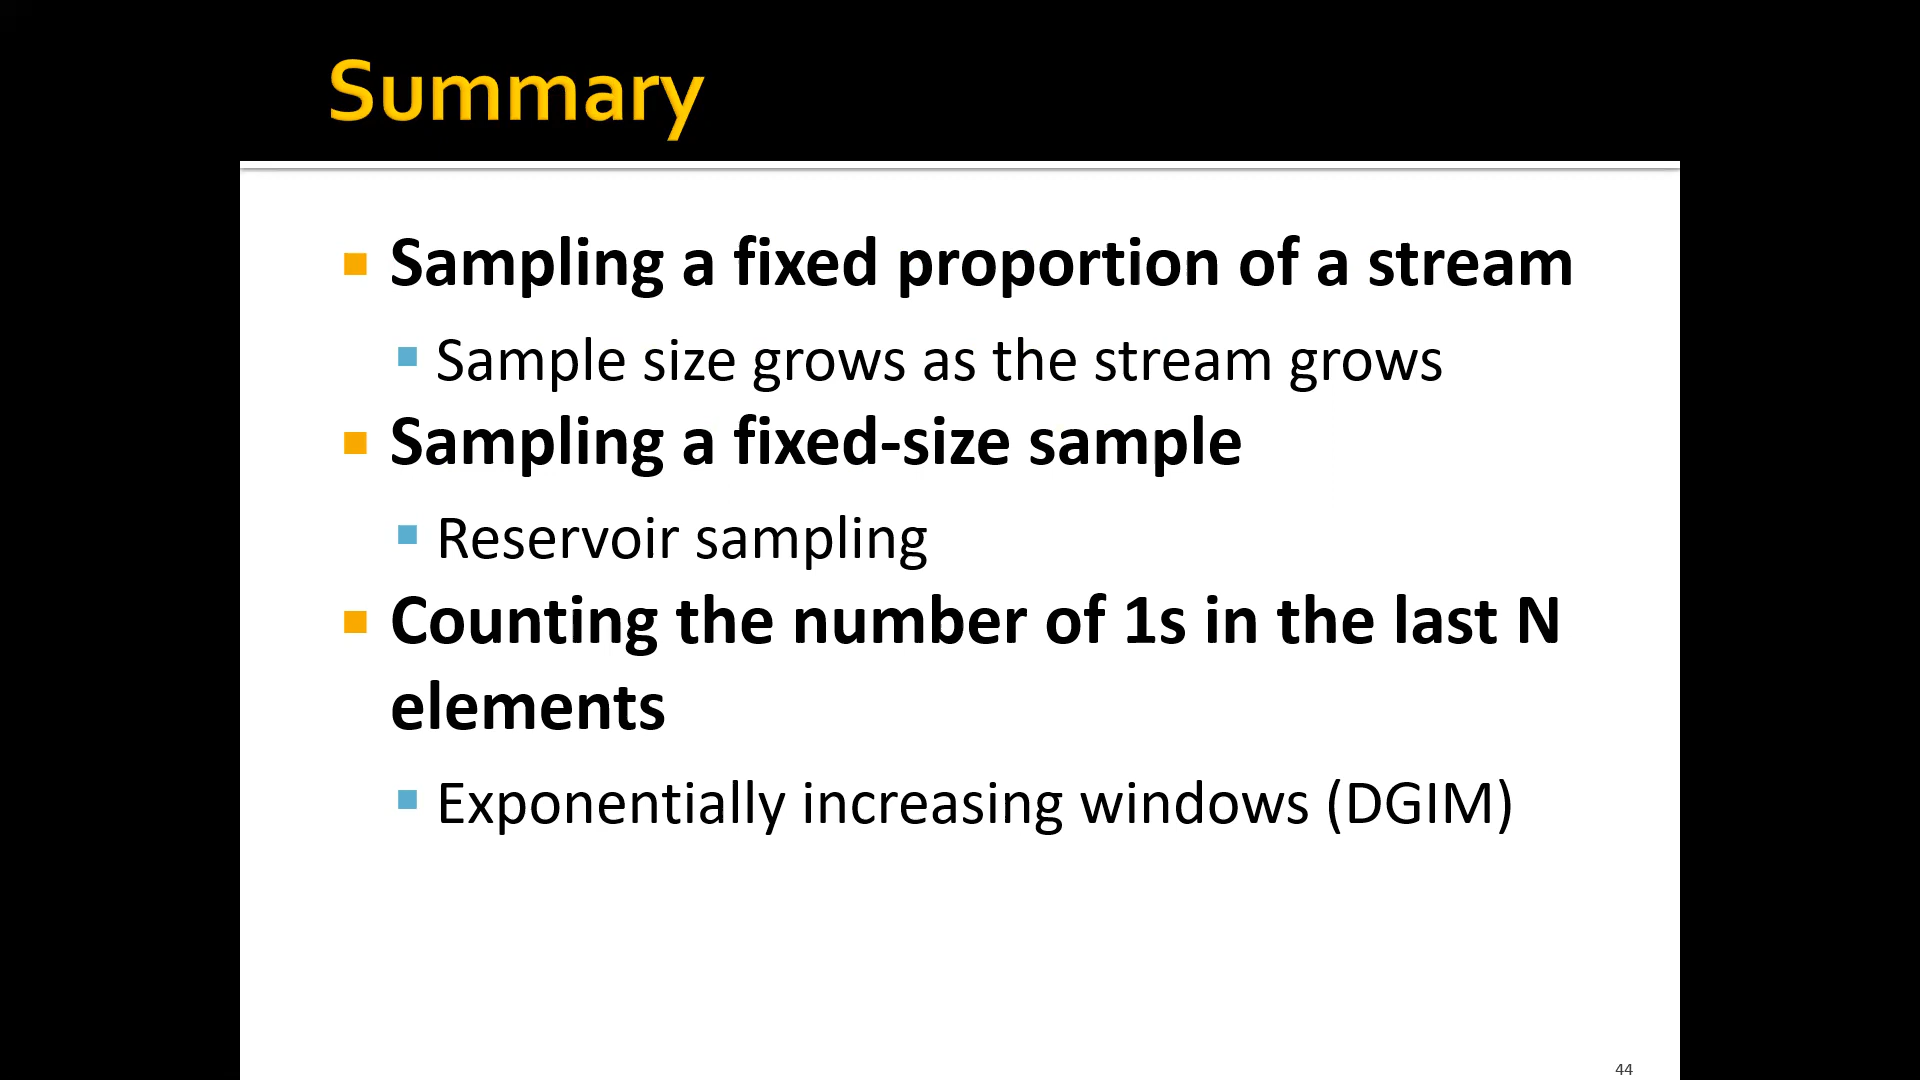 Summary
Sampling a fixed proportion of a stream
Sample size grows as the stream grows
Sampling a fixed-size sample
Reservoir sampling
Counting the number of 1s in the last N
elements
Exponentially increasing windows (DGIM)
44